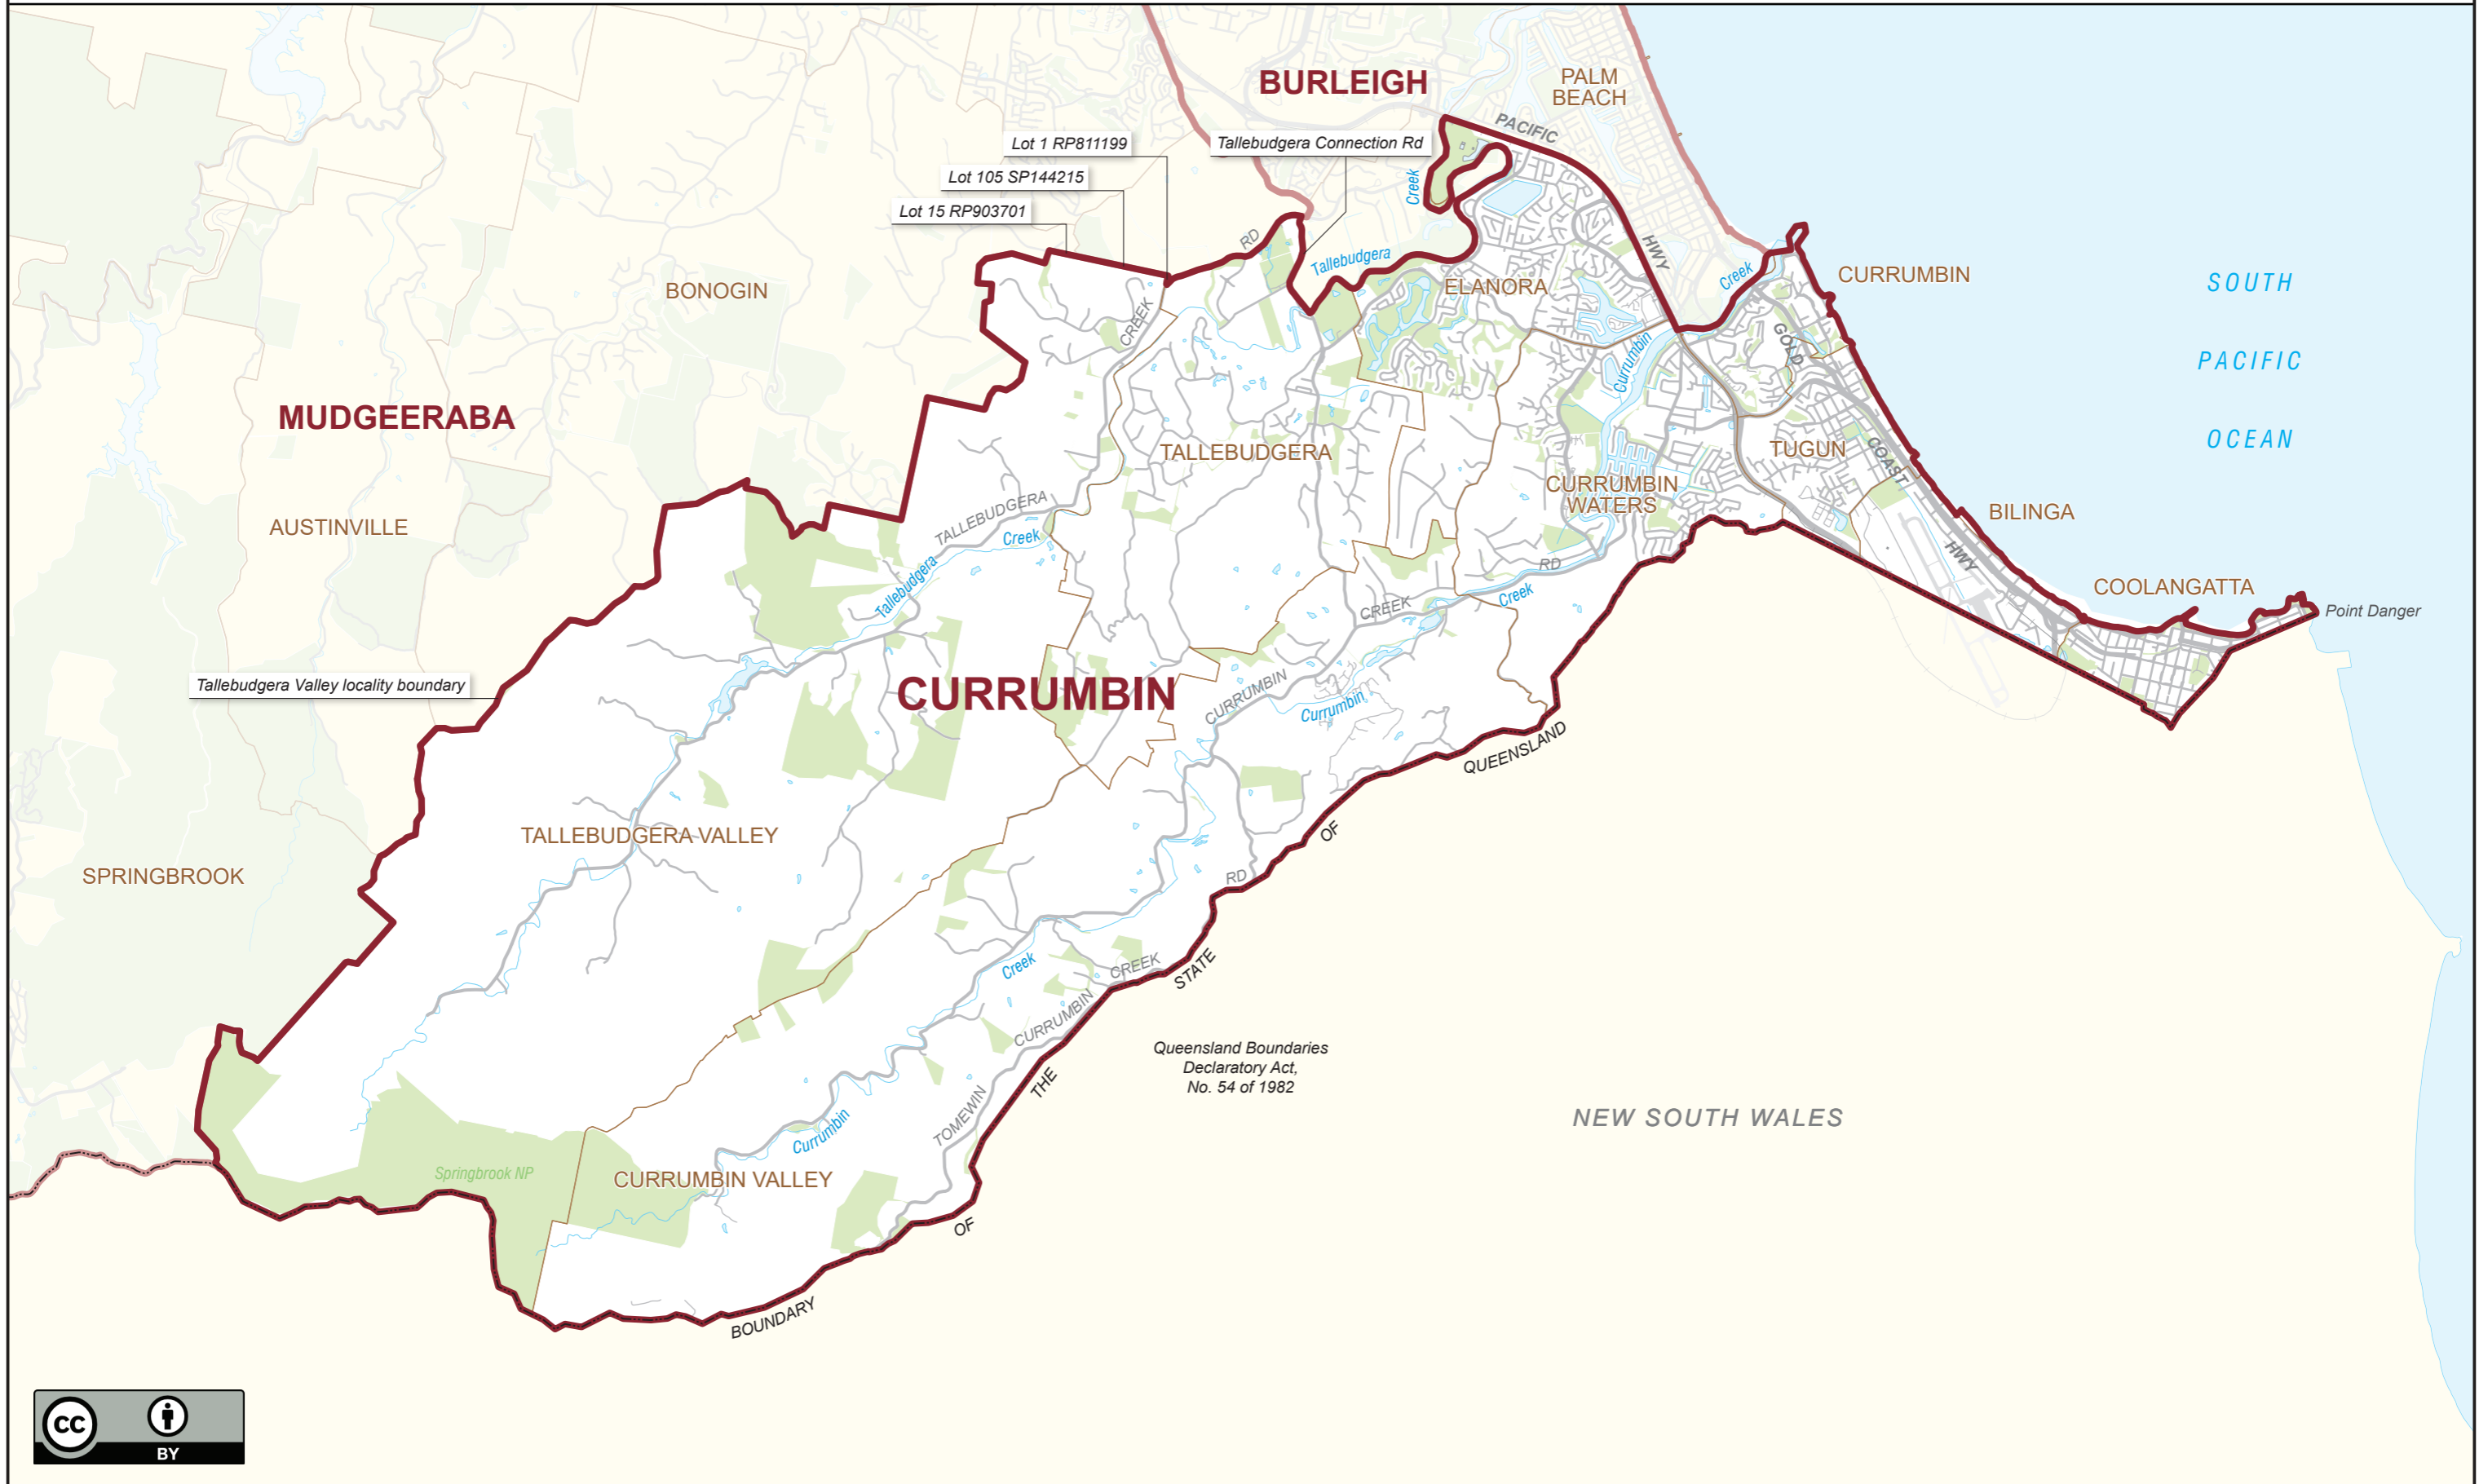 BURLEIGH
PALM
BEACH
PACIFIC
Lot 1 RP811199
Tallebudgera Connection Rd
Lot 105 SP144215
Creek
Lot 15 RP903701
RD
HWY
Tallebudgera
Creek
CURRUMBIN
SOUTH
BONOGIN
ELANORA
CREEK
GOLD
PACIFIC
Currumbin
MUDGEERABA
OCEAN
TALLEBUDGERA
TUGUN
COAST
CURRUMBIN
WATERS
BILINGA
AUSTINVILLE
TALLEBUDGERA
Creek
HWY
RD
Tallebudgera
COOLANGATTA
Creek
CREEK
Point Danger
Tallebudgera Valley locality boundary
CURRUMBIN
CURRUMBIN
Currumbin
QUEENSLAND
TALLEBUDGERA VALLEY
OF
SPRINGBROOK
RD
Creek
CREEK
STATE
CURRUMBIN
Queensland Boundaries
Declaratory Act,
No. 54 of 1982
THE
TOMEWIN
NEW SOUTH WALES
Currumbin
Springbrook NP
CURRUMBIN VALLEY
OF
BOUNDARY
CC
BY